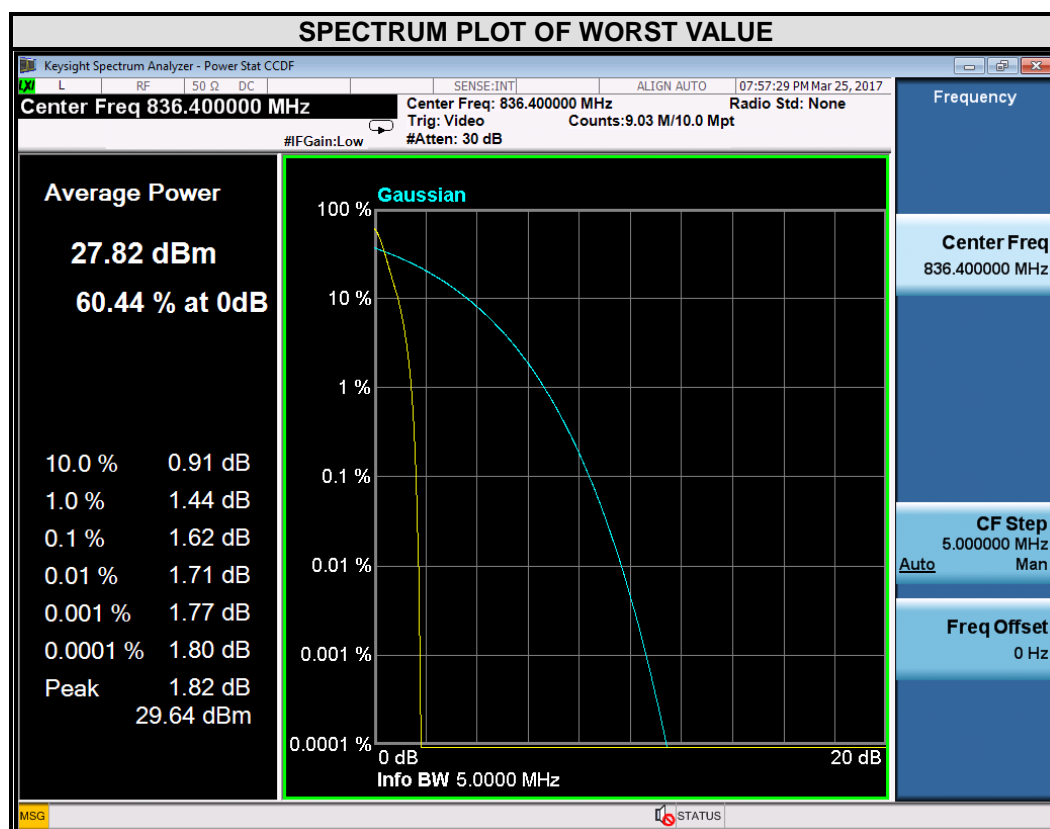 SPECTRUM PLOT OF WORST VALUE
Keysight Spectrum Analyzer - Power Stat CCDF
LXI L RF 50 Ω DC SENSE:INT ALIGN AUTO 07:57:29 PM Mar 25, 2017
Center Freq 836.400000 MHz
Center Freq: 836.400000 MHz Radio Std: None
Trig: Video Counts:9.03 M/10.0 Mpt
#IFGain:Low #Atten: 30 dB
Average Power
27.82 dBm
60.44 % at 0dB
10.0 % 0.91 dB
1.0 % 1.44 dB
0.1 % 1.62 dB
0.01 % 1.71 dB
0.001 % 1.77 dB
0.0001 % 1.80 dB
Peak 1.82 dB
29.64 dBm
Gaussian
100 %
10 %
1 %
0.1 %
0.01 %
0.001 %
0.0001 %
0 dB 20 dB
Info BW 5.0000 MHz
Frequency
Center Freq
836.400000 MHz
CF Step
5.000000 MHz
Auto Man
Freq Offset
0 Hz
MSG STATUS